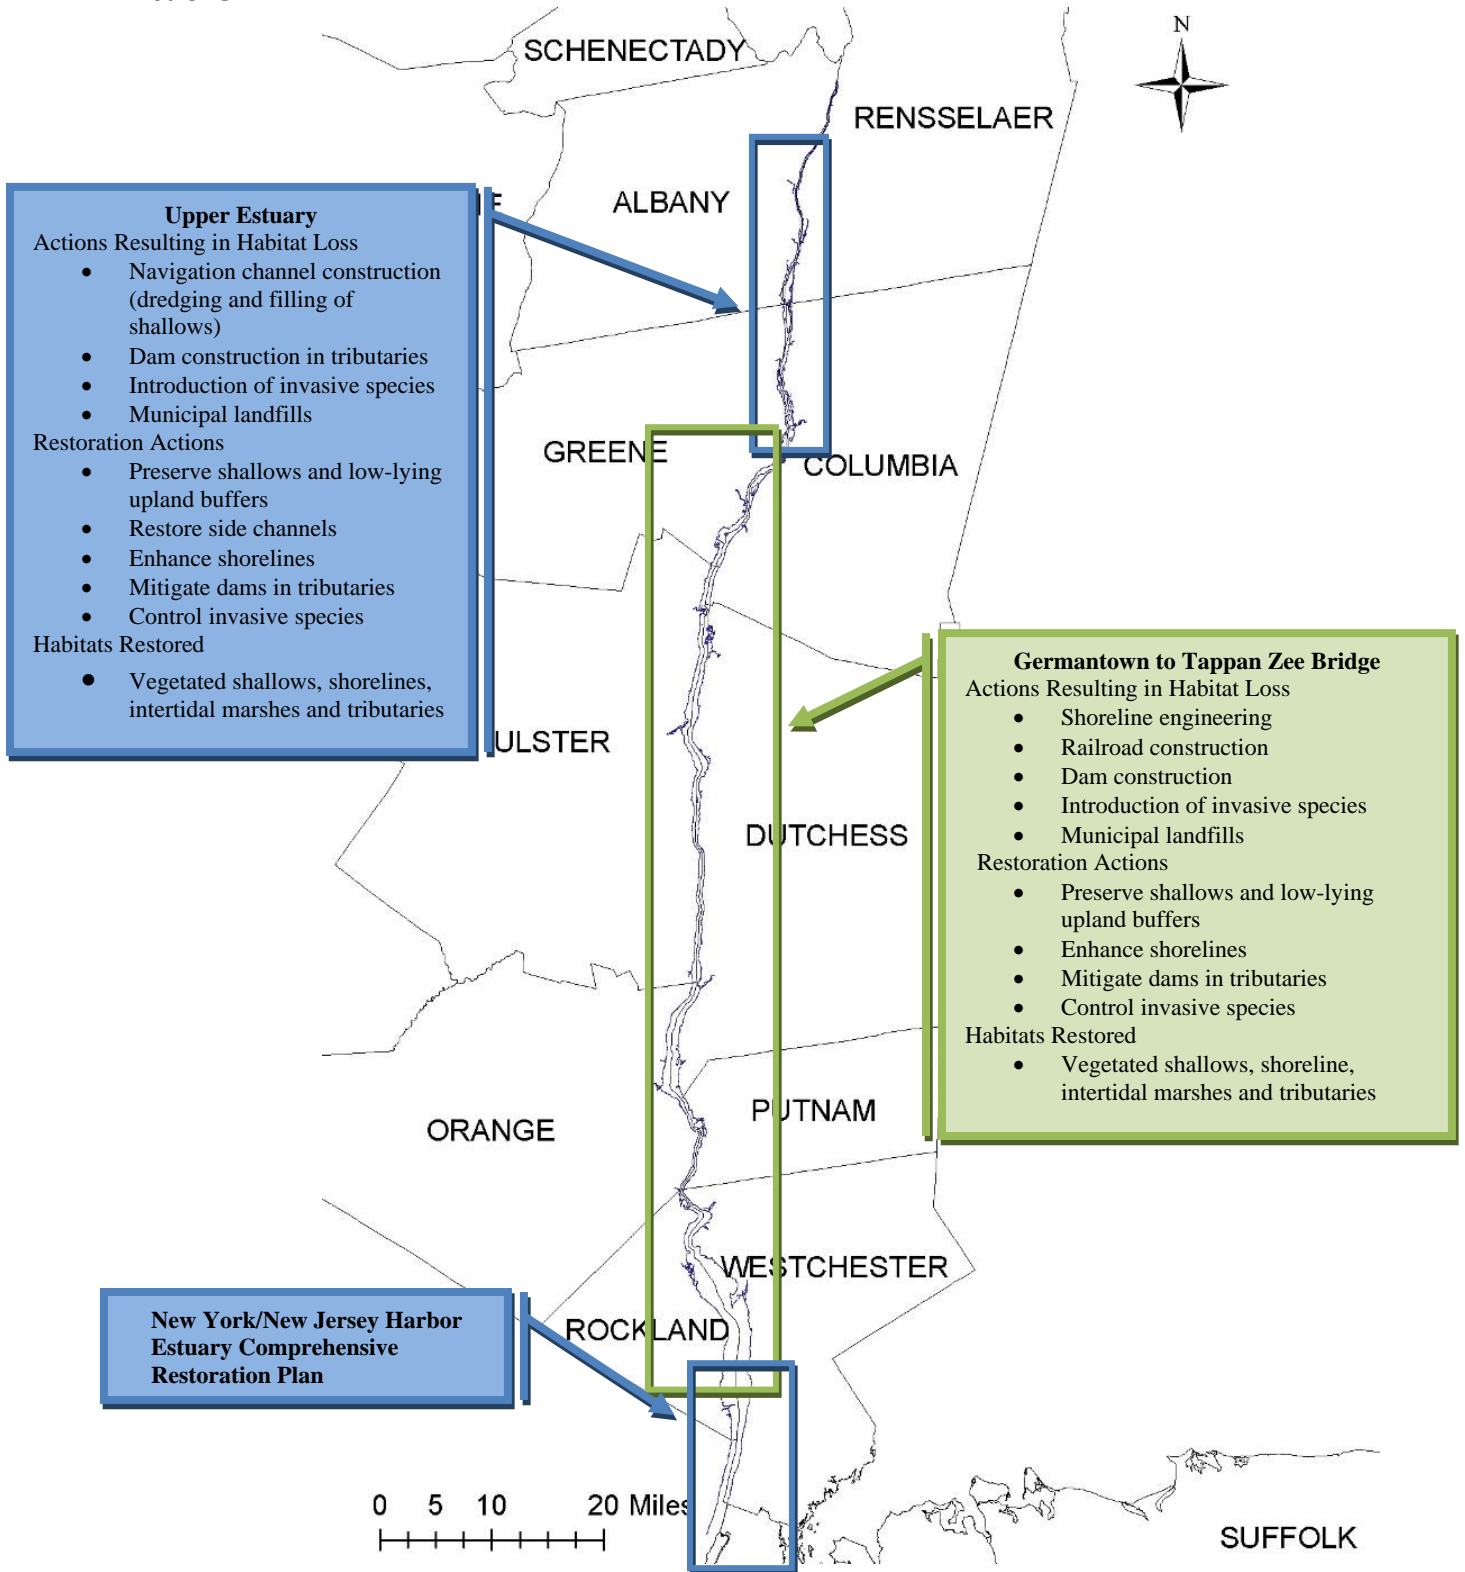 N
SCHENECTADY
RENSSELAER
ALBANY
Upper Estuary
Actions Resulting in Habitat Loss
• Navigation channel construction
(dredging and filling of
shallows)
• Dam construction in tributaries
• Introduction of invasive species
• Municipal landfills
Restoration Actions
• Preserve shallows and low-lying
upland buffers
• Restore side channels
• Enhance shorelines
• Mitigate dams in tributaries
• Control invasive species
Habitats Restored
• Vegetated shallows, shorelines,
intertidal marshes and tributaries
GREENE
COLUMBIA
ULSTER
DUTCHESS
Germantown to Tappan Zee Bridge
Actions Resulting in Habitat Loss
• Shoreline engineering
• Railroad construction
• Dam construction
• Introduction of invasive species
• Municipal landfills
Restoration Actions
• Preserve shallows and low-lying
upland buffers
• Enhance shorelines
• Mitigate dams in tributaries
• Control invasive species
Habitats Restored
• Vegetated shallows, shoreline,
intertidal marshes and tributaries
PUTNAM
ORANGE
WESTCHESTER
ROCKLAND
New York/New Jersey Harbor
Estuary Comprehensive
Restoration Plan
0 5 10 20 Miles
SUFFOLK